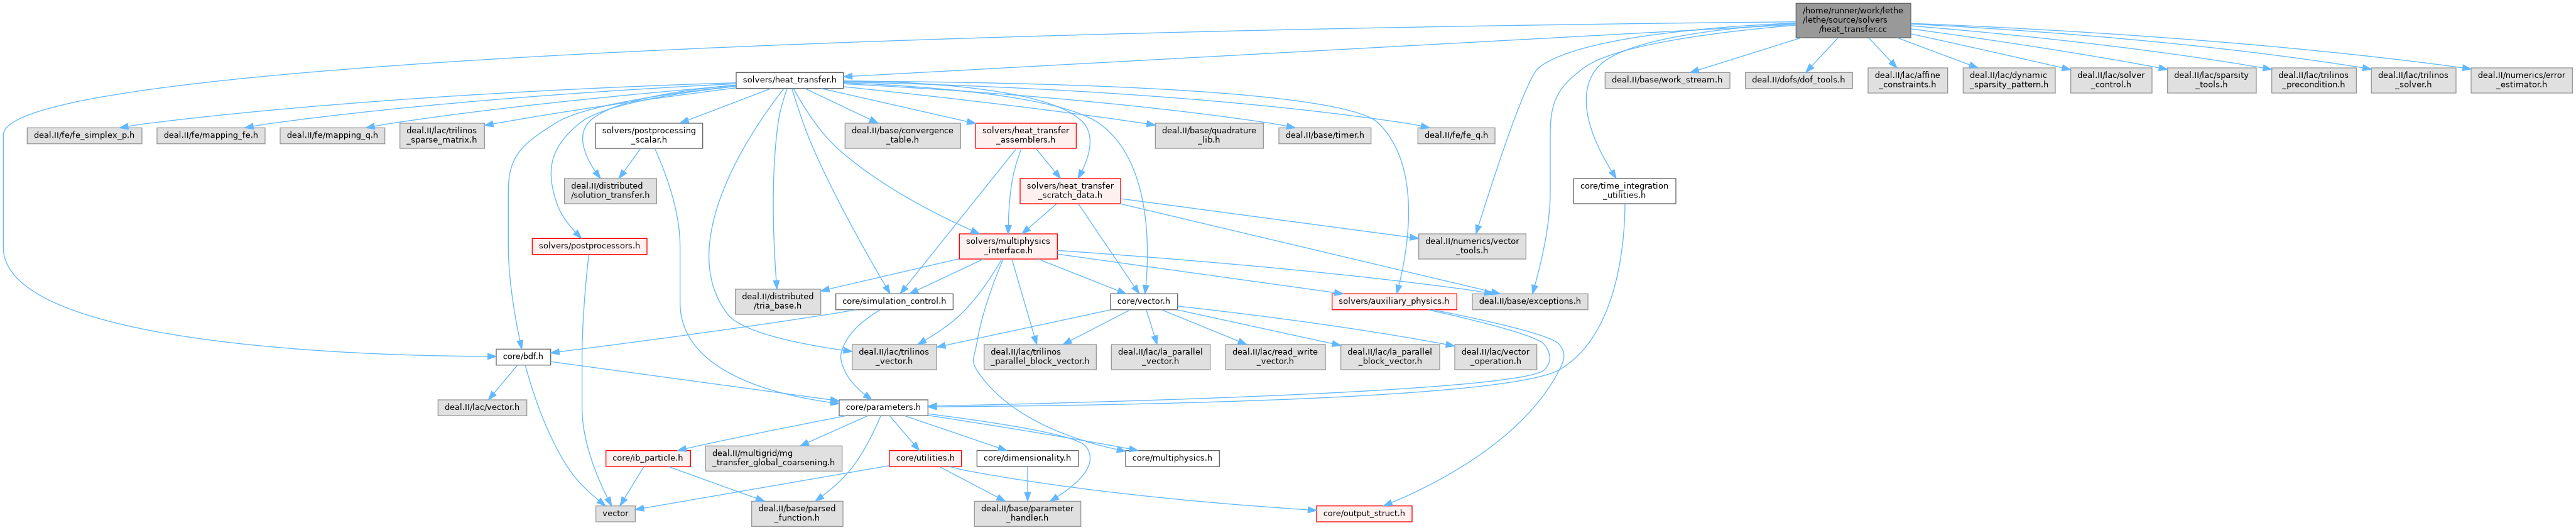 /home/runner/work/lethe
/lethe/source/solvers
/heat_transfer.cc
solvers/heat_transfer.h
deal.II/base/work_stream.h
deal.II/dofs/dof_tools.h
deal.II/lac/affine
_constraints.h
deal.II/lac/dynamic
_sparsity_pattern.h
deal.II/lac/solver
_control.h
deal.II/lac/sparsity
_tools.h
deal.II/lac/trilinos
_precondition.h
deal.II/lac/trilinos
_solver.h
deal.II/numerics/error
_estimator.h
deal.II/fe/fe_simplex_p.h
deal.II/fe/mapping_fe.h
deal.II/fe/mapping_q.h
deal.II/lac/trilinos
_sparse_matrix.h
solvers/postprocessing
_scalar.h
deal.II/base/convergence
_table.h
solvers/heat_transfer
_assemblers.h
deal.II/base/quadrature
_lib.h
deal.II/base/timer.h
deal.II/fe/fe_q.h
deal.II/distributed
/solution_transfer.h
solvers/heat_transfer
_scratch_data.h
core/time_integration
_utilities.h
solvers/postprocessors.h
solvers/multiphysics
_interface.h
deal.II/numerics/vector
_tools.h
deal.II/distributed
/tria_base.h
core/simulation_control.h
core/vector.h
solvers/auxiliary_physics.h
deal.II/base/exceptions.h
core/bdf.h
deal.II/lac/trilinos
_vector.h
deal.II/lac/trilinos
_parallel_block_vector.h
deal.II/lac/la_parallel
_vector.h
deal.II/lac/read_write
_vector.h
deal.II/lac/la_parallel
_block_vector.h
deal.II/lac/vector
_operation.h
deal.II/lac/vector.h
core/parameters.h
core/ib_particle.h
deal.II/multigrid/mg
_transfer_global_coarsening.h
core/utilities.h
core/dimensionality.h
core/multiphysics.h
vector
deal.II/base/parsed
_function.h
deal.II/base/parameter
_handler.h
core/output_struct.h